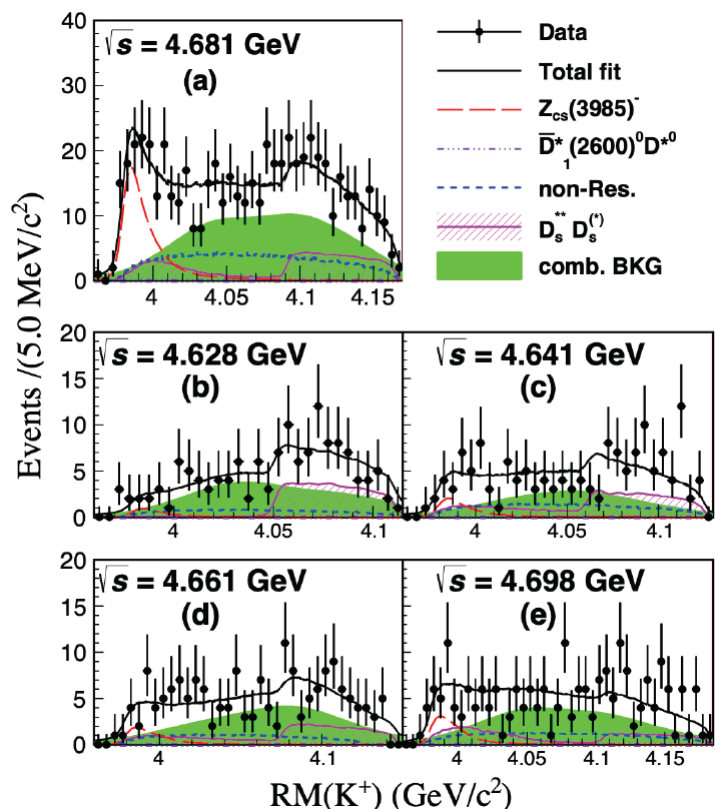 √s = 4.681 GeV
(a)
40
30
20
10
0
4 4.05 4.1 4.15
Data
Total fit
Z_cs(3985)^-
D̅*_1(2600)^0 D*^0
non-Res.
D_s^** D_s^(*)
comb. BKG
Events /(5.0 MeV/c^2)
√s = 4.628 GeV
(b)
20
15
10
5
0
4 4.05 4.1
√s = 4.641 GeV
(c)
4 4.05 4.1
√s = 4.661 GeV
(d)
20
15
10
5
0
4 4.1
√s = 4.698 GeV
(e)
4 4.05 4.1 4.15
RM(K^+) (GeV/c^2)